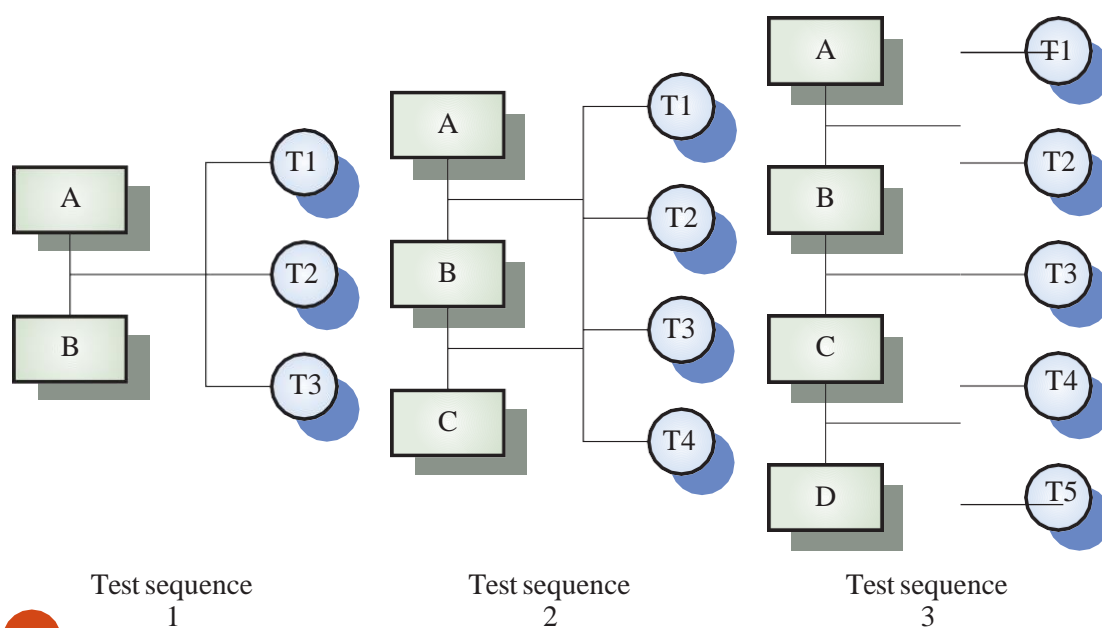 A
B
T1
T2
T3
Test sequence
1
A
B
C
T1
T2
T3
T4
Test sequence
2
A
B
C
D
T1
T2
T3
T4
T5
Test sequence
3